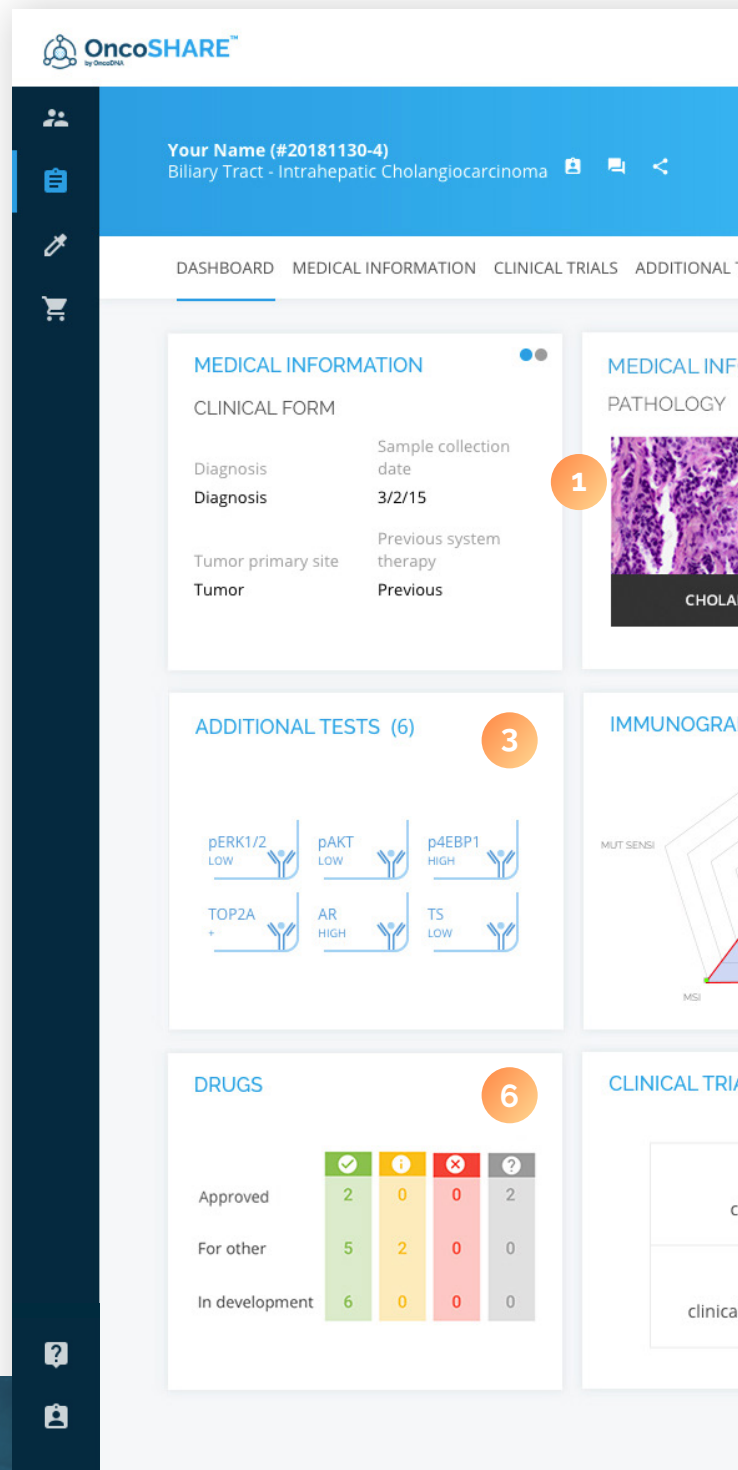 OncoSHARE™
by OncoDNA
Your Name (#20181130-4)
Biliary Tract - Intrahepatic Cholangiocarcinoma
DASHBOARD MEDICAL INFORMATION CLINICAL TRIALS ADDITIONAL T
MEDICAL INFORMATION
CLINICAL FORM
Diagnosis
Diagnosis
Sample collection
date
3/2/15
Tumor primary site
Tumor
Previous system
therapy
Previous
1
MEDICAL INF
PATHOLOGY
CHOLA
ADDITIONAL TESTS (6)
3
pERK1/2
LOW
pAKT
LOW
p4EBP1
HIGH
TOP2A
+
AR
HIGH
TS
LOW
IMMUNOGRA
MUT SENSI
MSI
DRUGS
6
Approved 2 0 0 2
For other 5 2 0 0
In development 6 0 0 0
CLINICAL TRIA
c
clinica